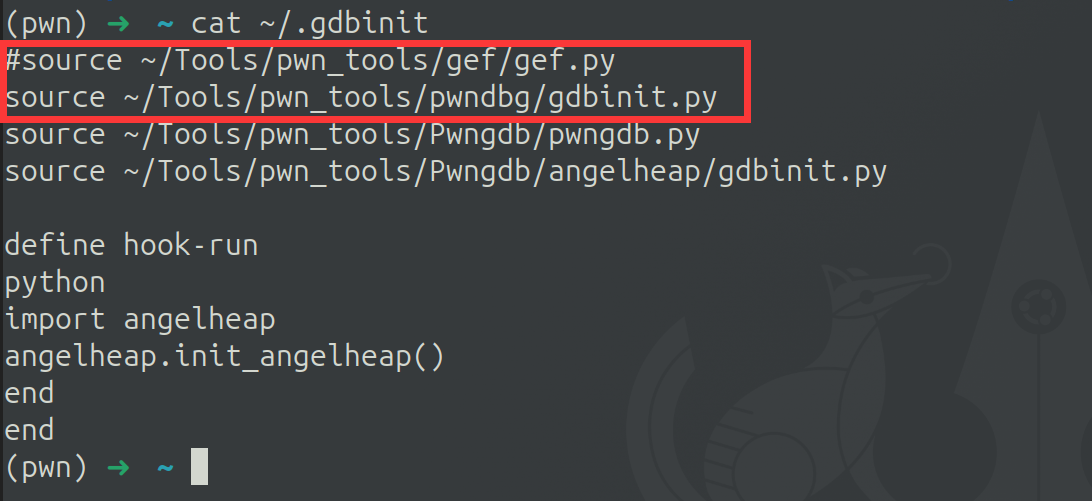 (pwn) ➜ ~ cat ~/.gdbinit
#source ~/Tools/pwn_tools/gef/gef.py
source ~/Tools/pwn_tools/pwndbg/gdbinit.py
source ~/Tools/pwn_tools/Pwngdb/pwngdb.py
source ~/Tools/pwn_tools/Pwngdb/angelheap/gdbinit.py
define hook-run
python
import angelheap
angelheap.init_angelheap()
end
end
(pwn) ➜ ~